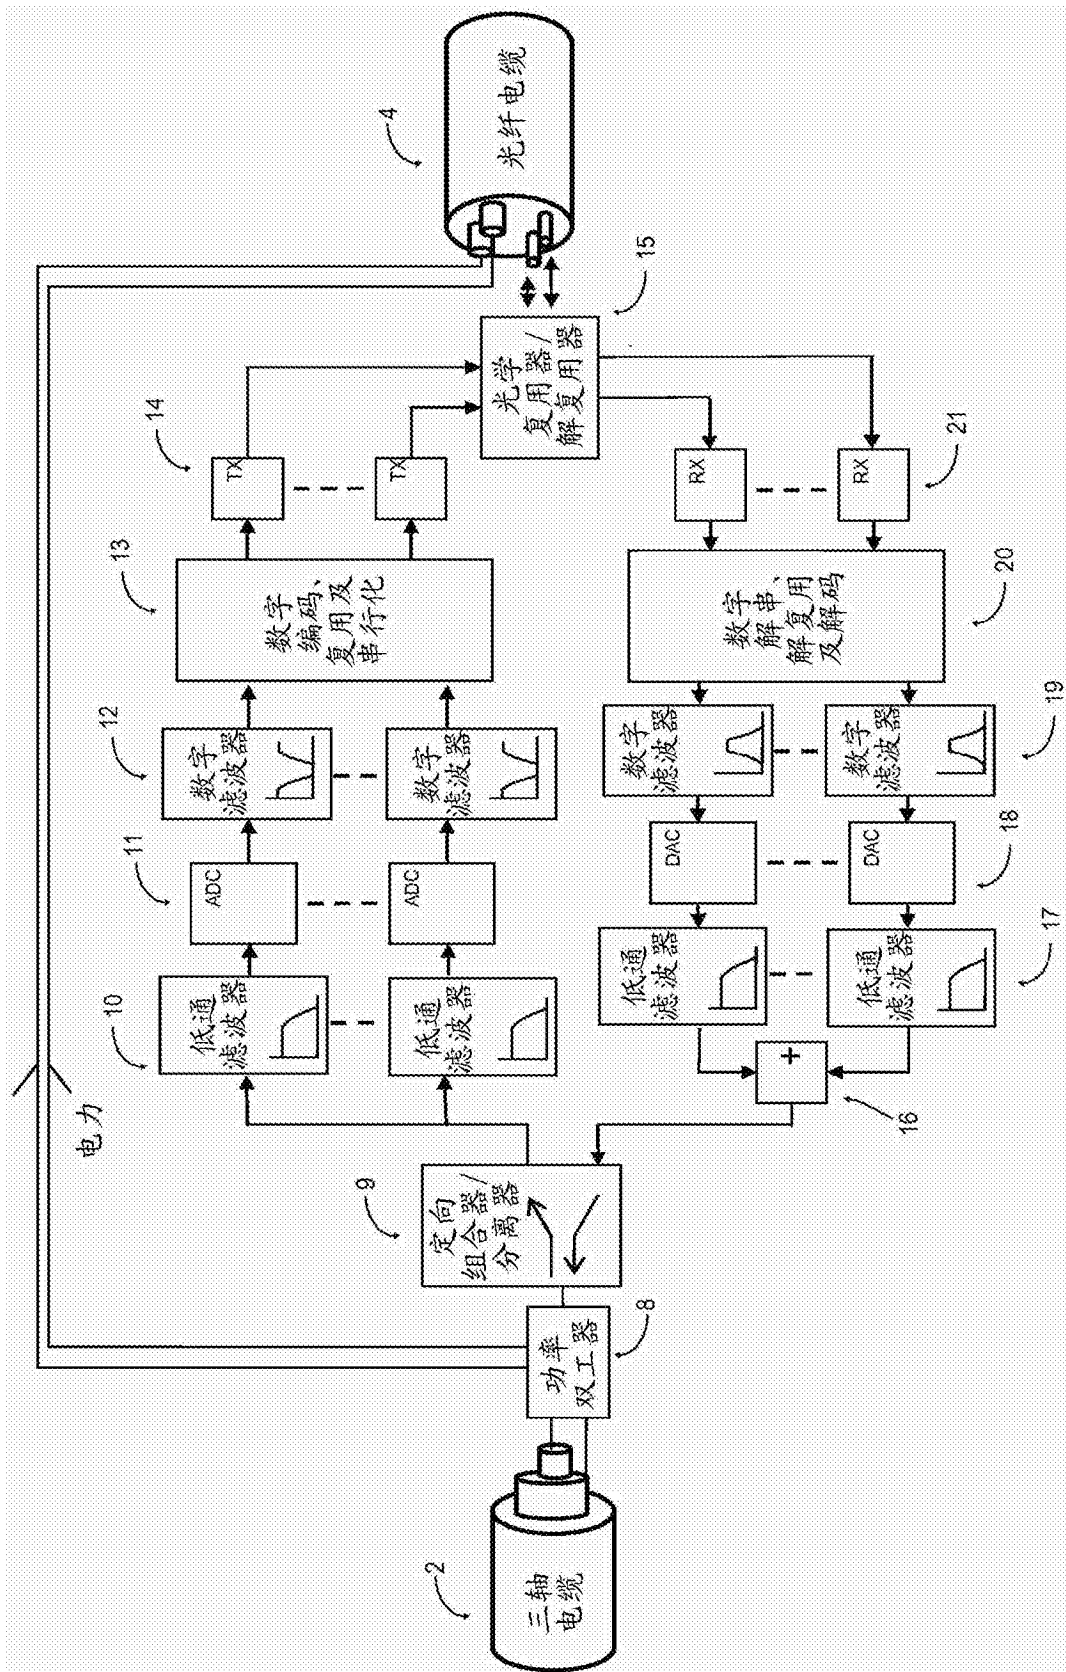 2
三轴
电缆
功率
双工器
8
定向
组合器/
分离器
9
电力
低通
滤波器
10
低通
滤波器
ADC
11
ADC
数字
滤波器
12
数字
滤波器
数字
编码、
复用及
串行化
13
TX
14
TX
光学
复用器/
解复用器
15
光纤电缆
4
RX
RX
21
数字
解串、
解复用
及解码
20
数字
滤波器
数字
滤波器
19
DAC
DAC
18
低通
滤波器
低通
滤波器
17
+
16